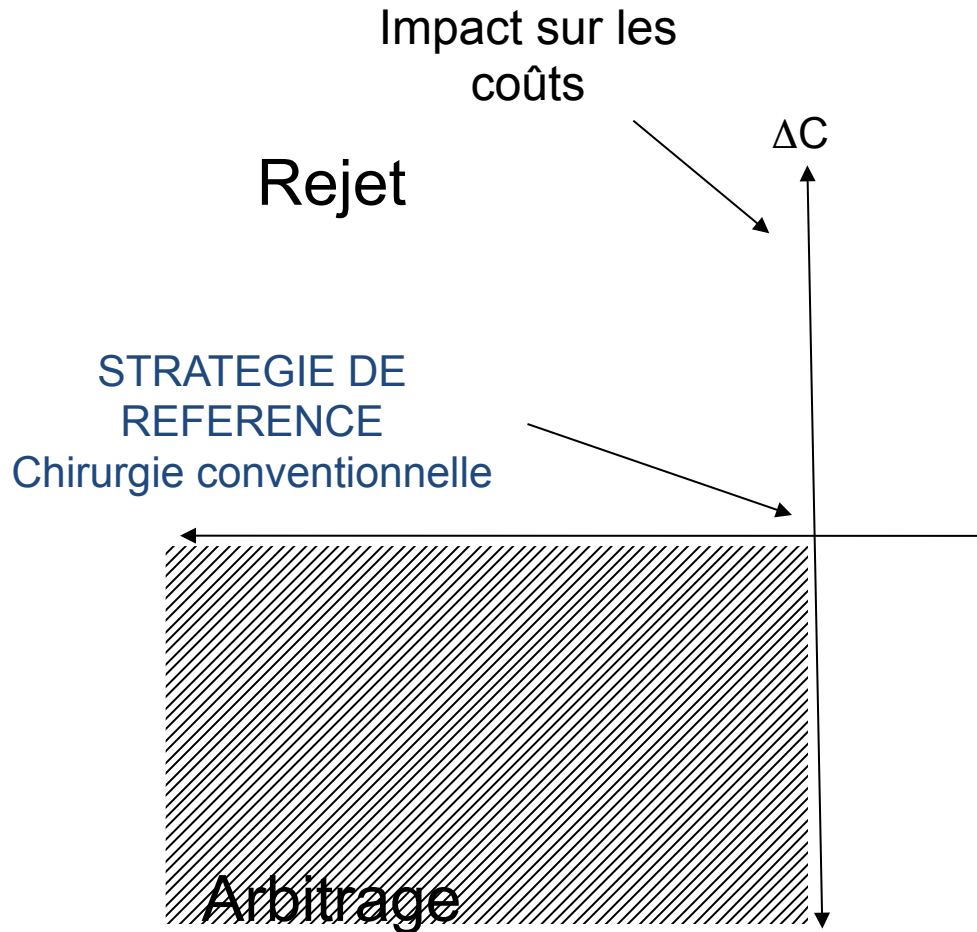 Impact sur les
coûts
ΔC
Rejet
STRATEGIE DE
REFERENCE
Chirurgie conventionnelle
Arbitrage